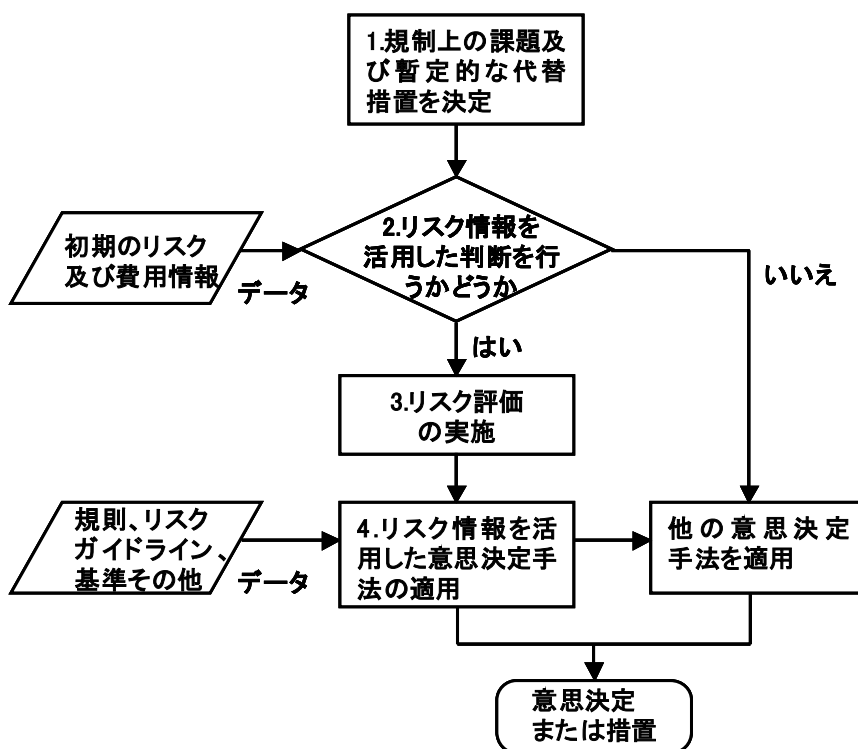 1.規制上の課題及
び暫定的な代替
措置を決定
2.リスク情報を
活用した判断を行
うかどうか
初期のリスク
及び費用情報
データ
いいえ
はい
3.リスク評価
の実施
規則、リスク
ガイドライン、
基準その他
データ
4.リスク情報を活
用した意思決定手
法の適用
他の意思決定
手法を適用
意思決定
または措置